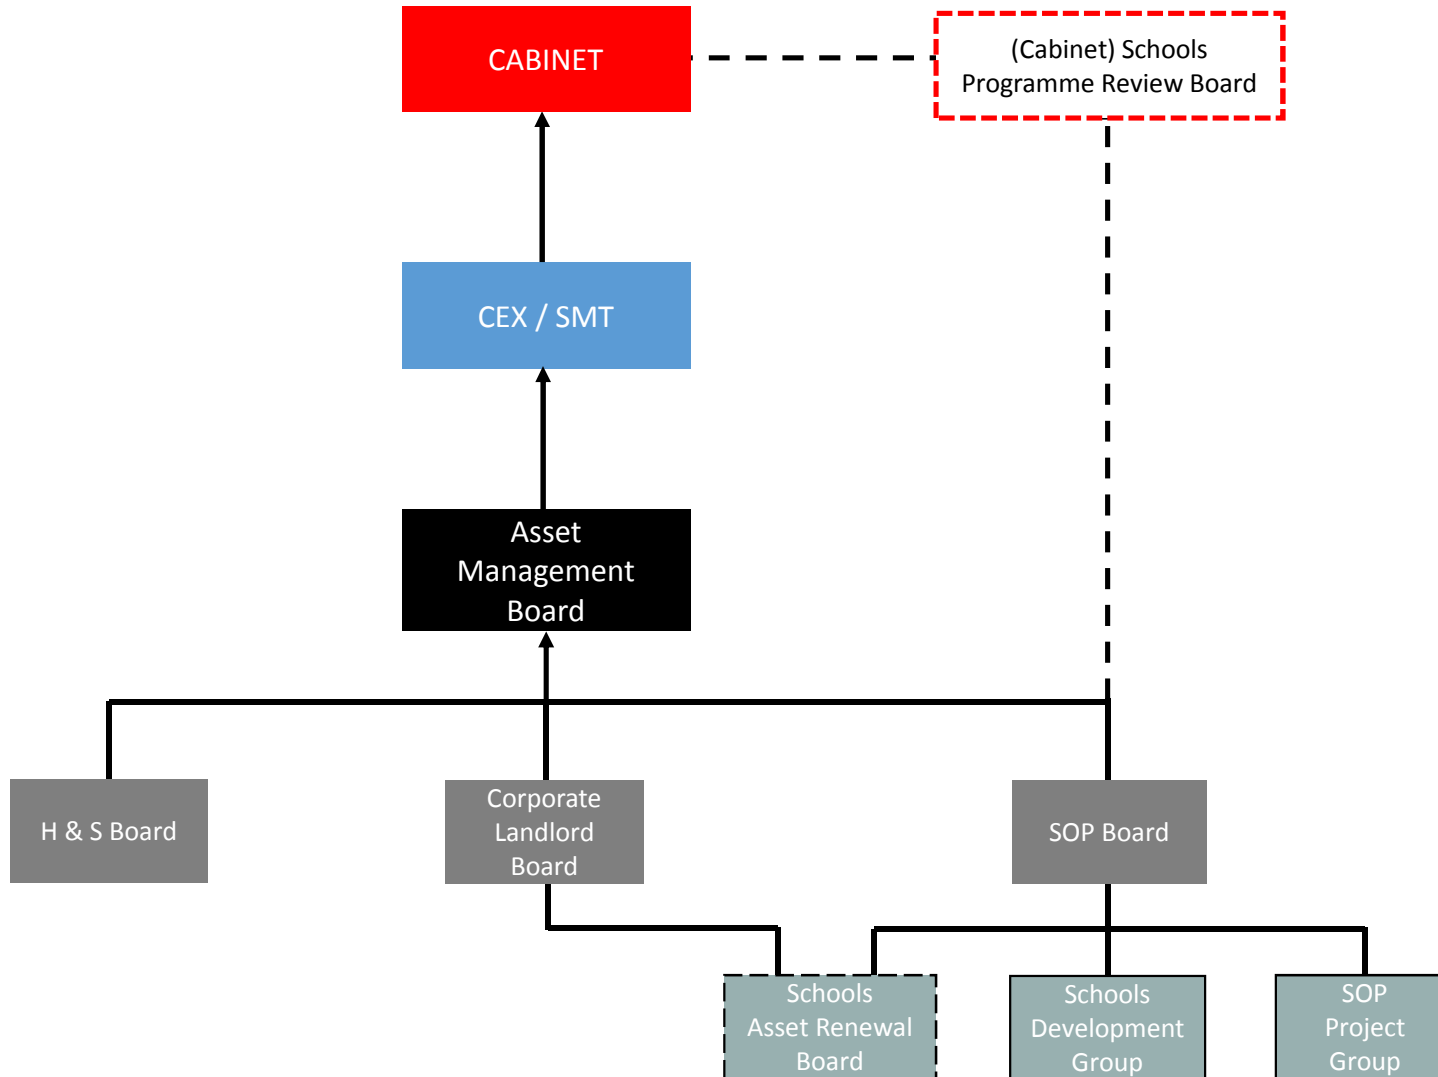 CABINET
(Cabinet) Schools
Programme Review Board
CEX / SMT
Asset
Management
Board
H & S Board
Corporate
Landlord
Board
SOP Board
Schools
Asset Renewal
Board
Schools
Development
Group
SOP
Project
Group